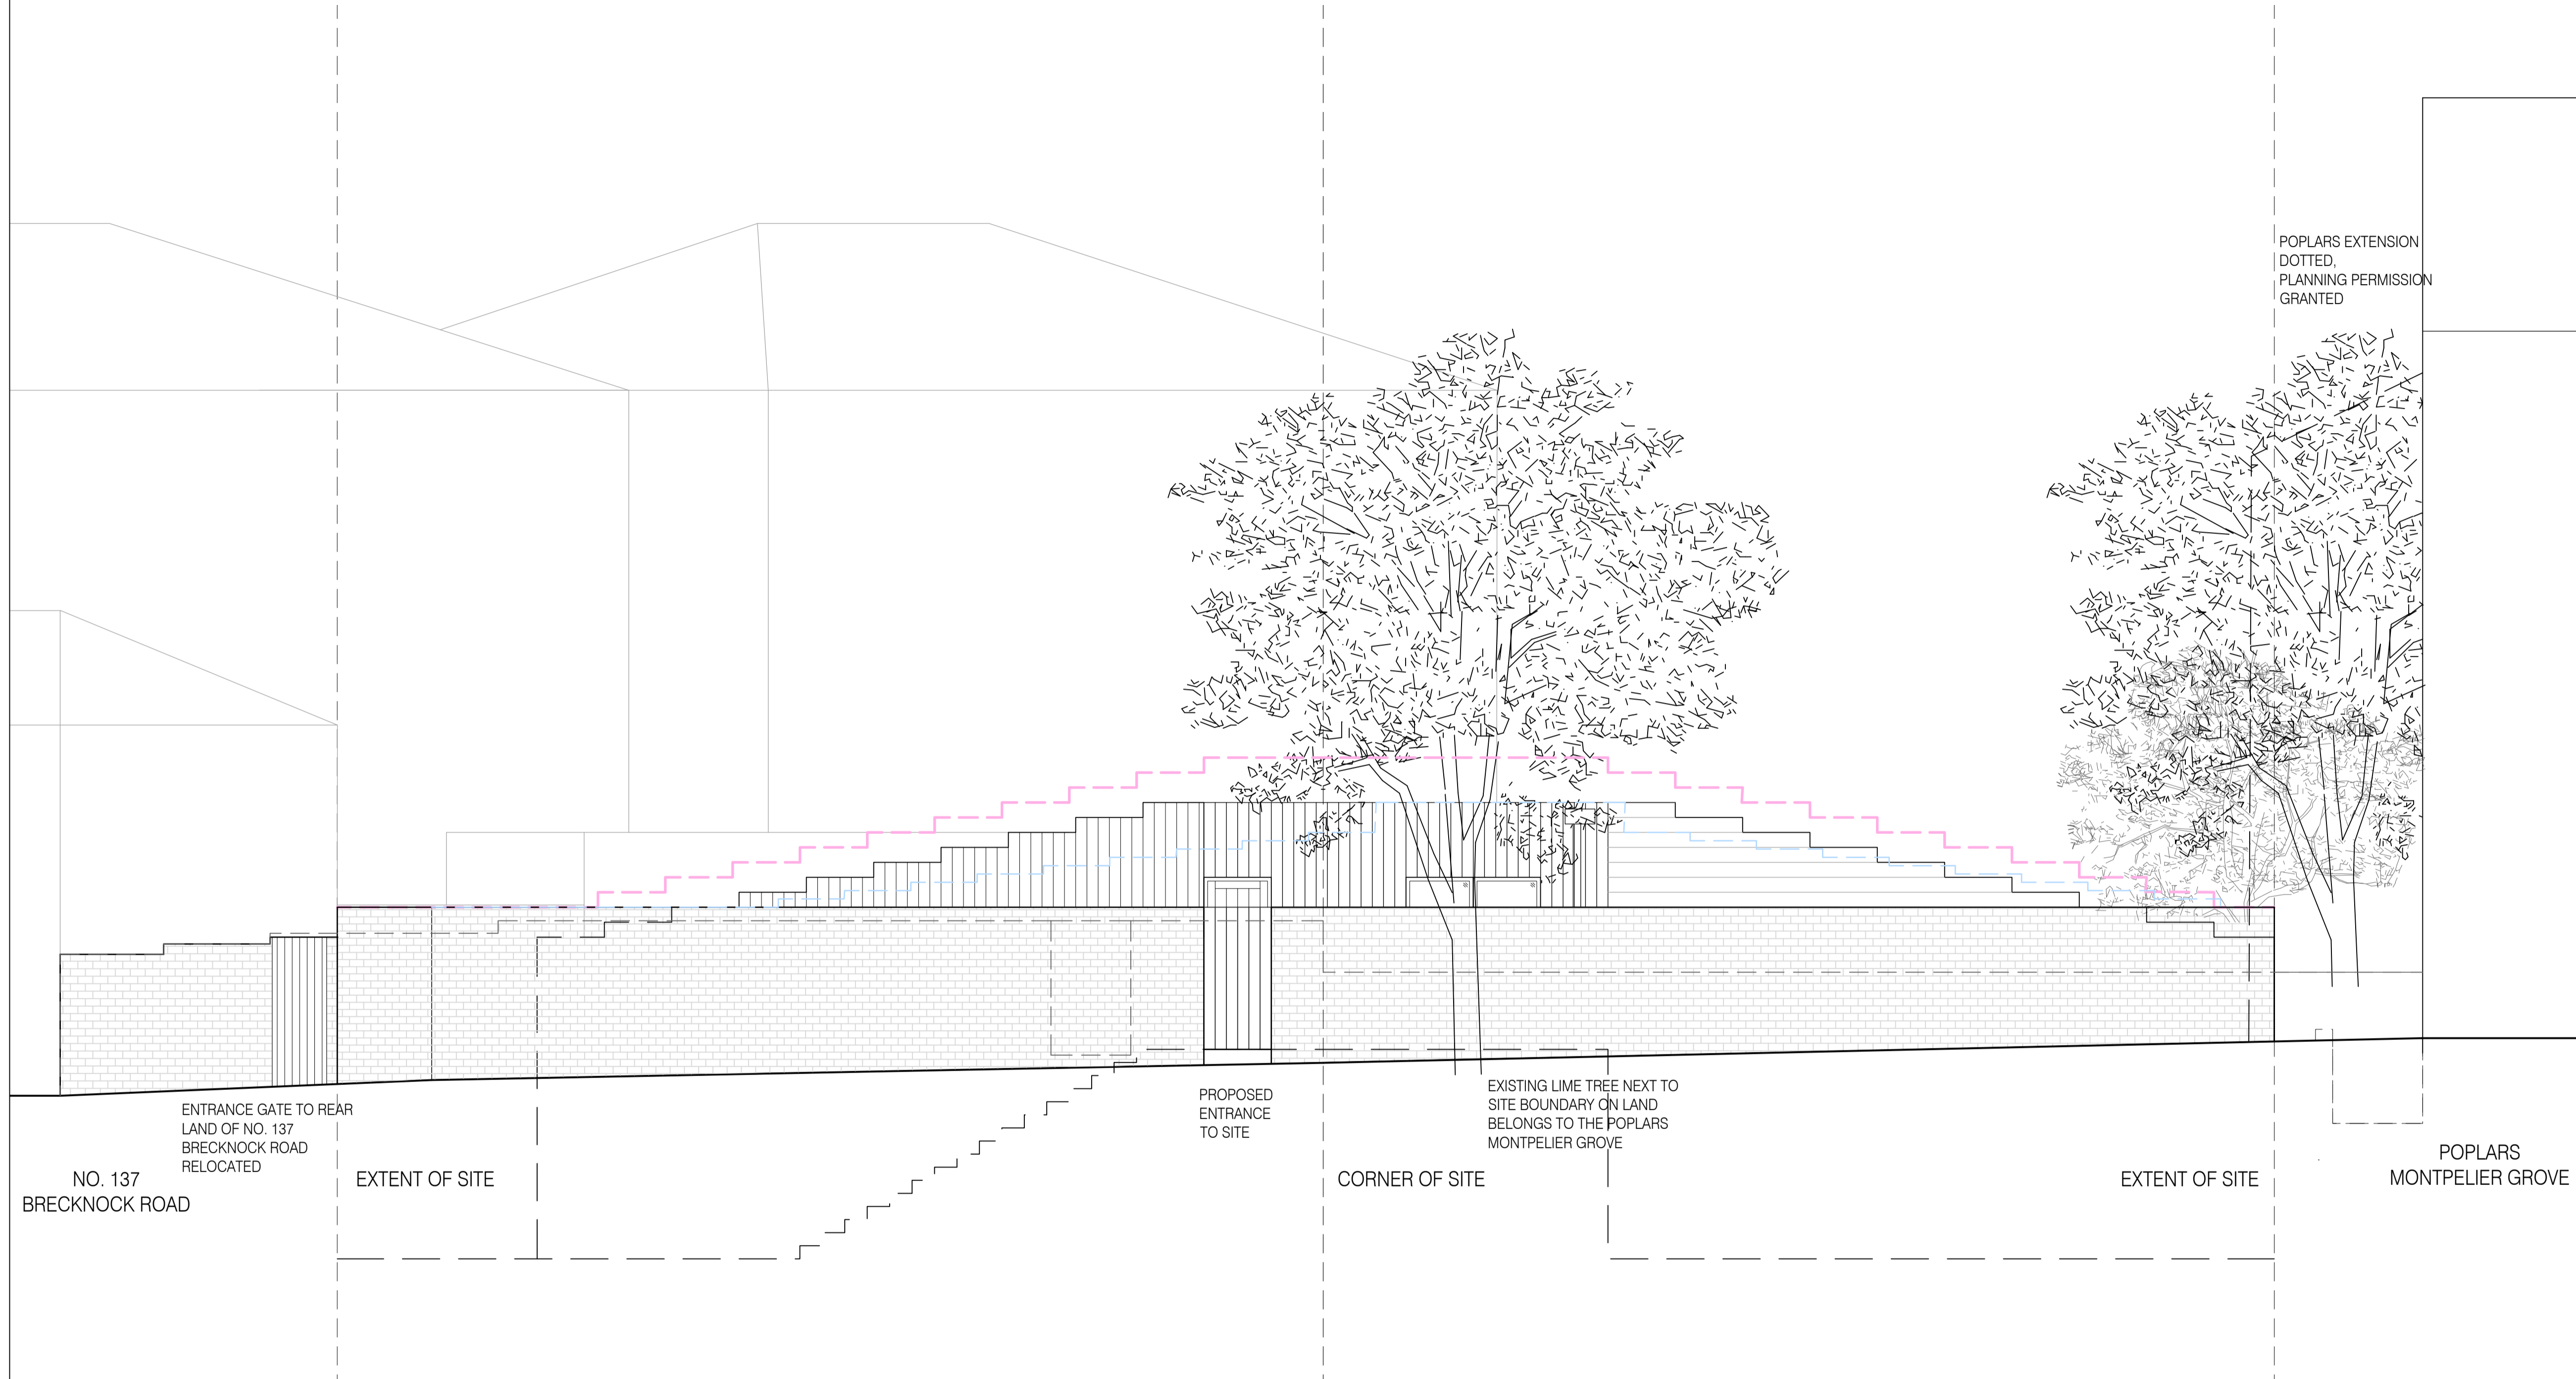 POPLARS EXTENSION
DOTTED,
PLANNING PERMISSION
GRANTED
ENTRANCE GATE TO REAR
LAND OF NO. 137
BRECKNOCK ROAD
RELOCATED
PROPOSED
ENTRANCE
TO SITE
EXISTING LIME TREE NEXT TO
SITE BOUNDARY ON LAND
BELONGS TO THE POPLARS
MONTPELIER GROVE
NO. 137
BRECKNOCK ROAD
EXTENT OF SITE
CORNER OF SITE
EXTENT OF SITE
POPLARS
MONTPELIER GROVE